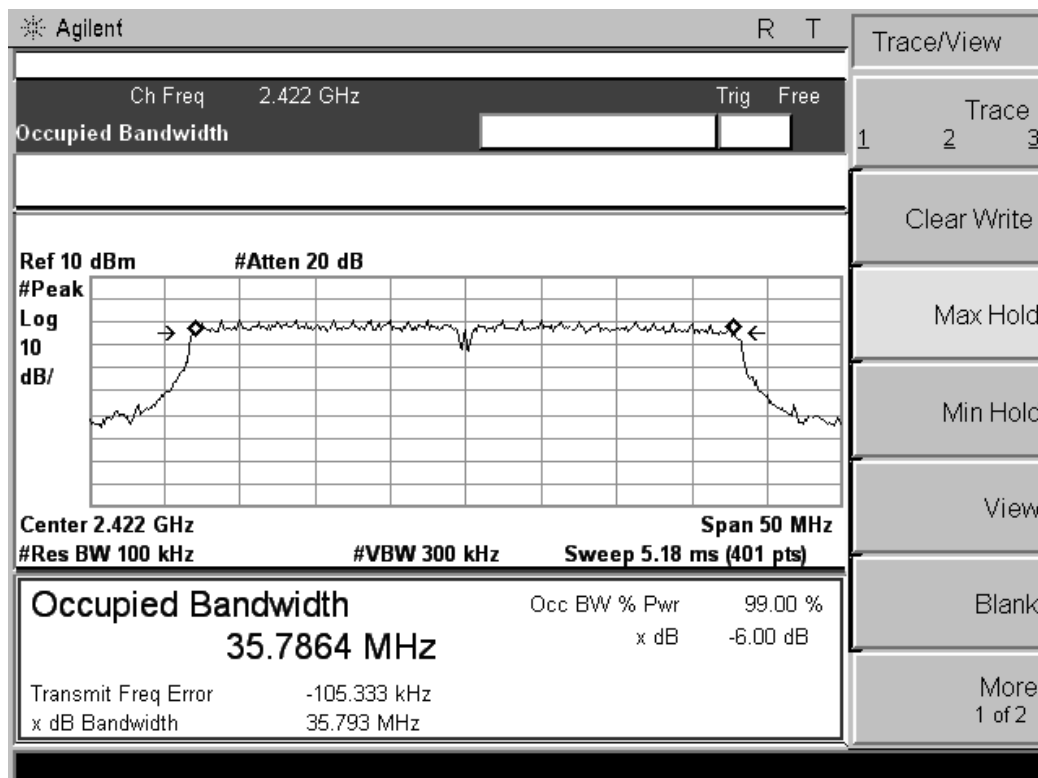 Agilent R T
Trace/View
Ch Freq 2.422 GHz Trig Free
Occupied Bandwidth
Trace
1 2 3
Clear Write
Ref 10 dBm #Atten 20 dB
#Peak
Log
10
dB/
Max Hold
Min Hold
View
Center 2.422 GHz Span 50 MHz
#Res BW 100 kHz #VBW 300 kHz Sweep 5.18 ms (401 pts)
Occupied Bandwidth
35.7864 MHz
Occ BW % Pwr 99.00 %
x dB -6.00 dB
Transmit Freq Error -105.333 kHz
x dB Bandwidth 35.793 MHz
Blank
More
1 of 2